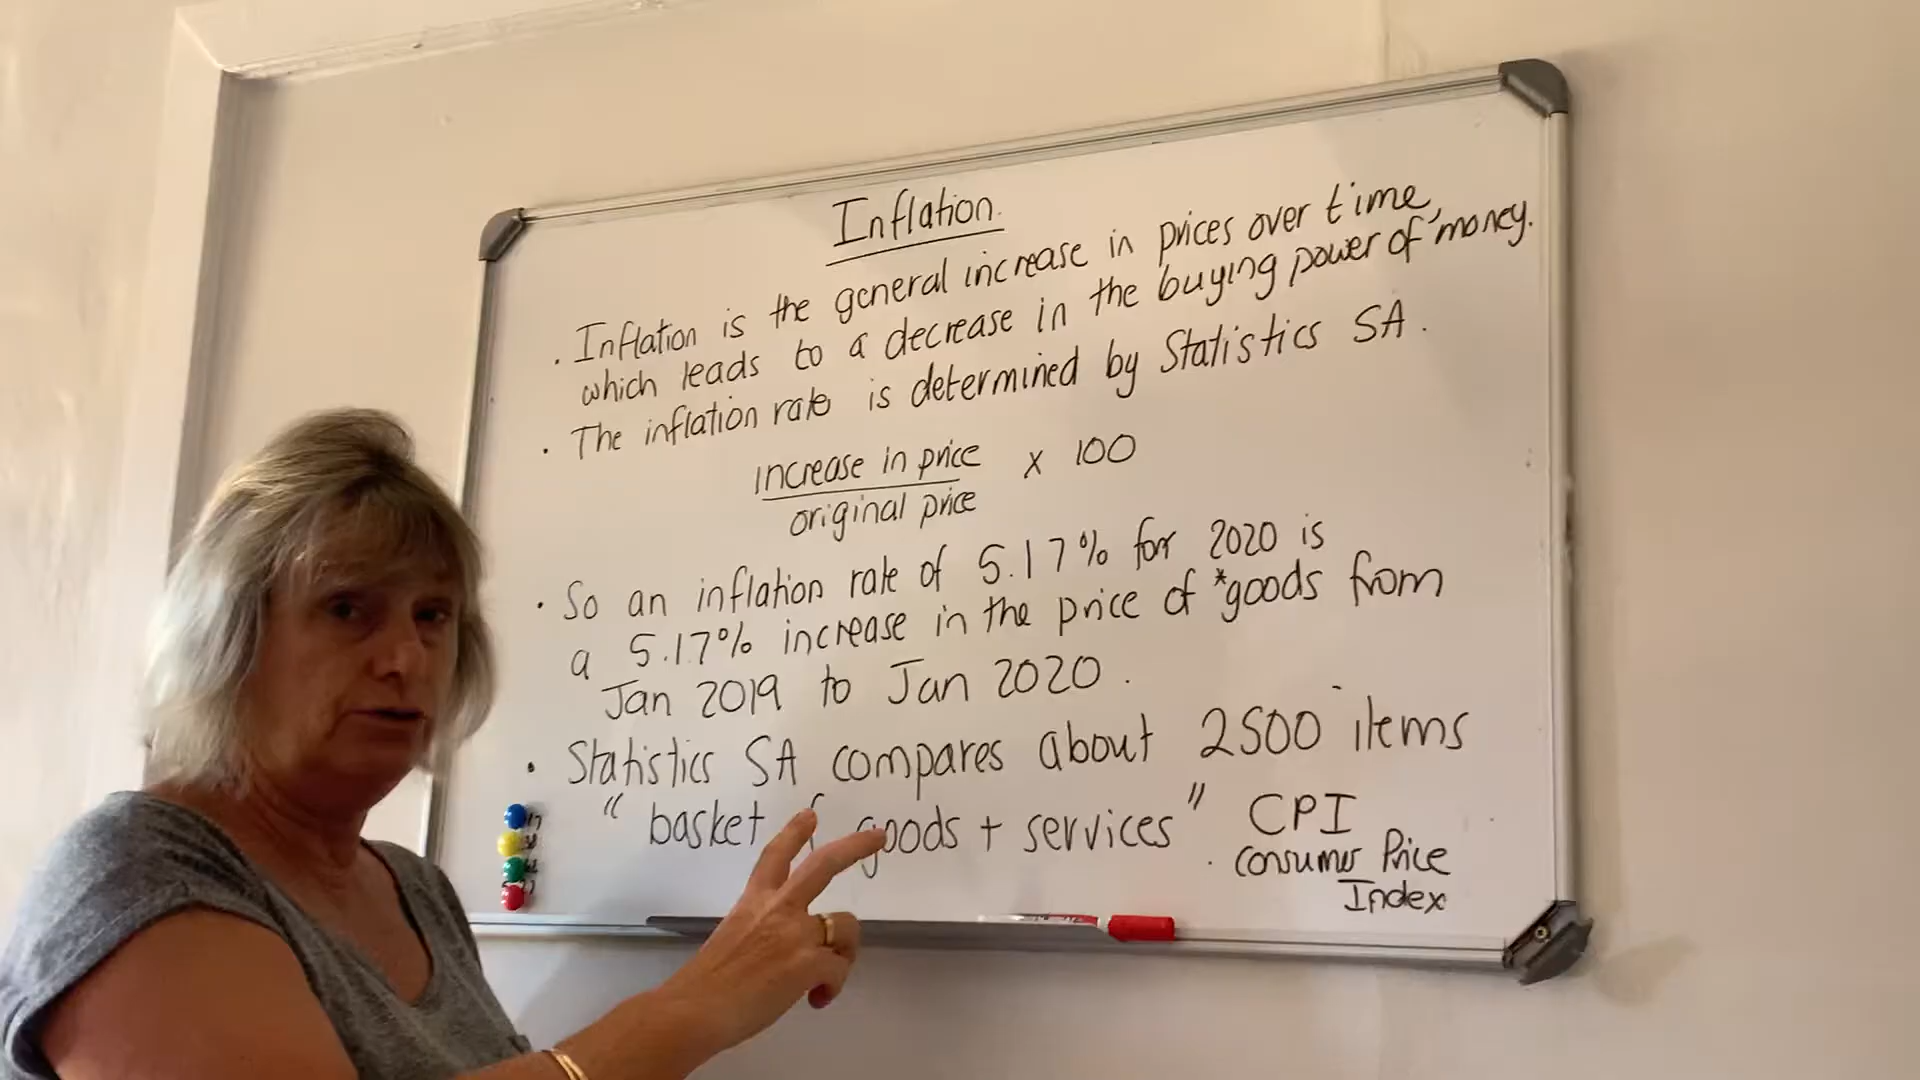 Inflation.
. Inflation is the general increase in prices over time,
which leads to a decrease in the buying power of "money.
. The inflation rate is determined by Statistics SA.
increase in price x 100
original price
. So an inflation rate of 5.17% for 2020 is
a 5.17% increase in the price of *goods from
Jan 2019 to Jan 2020.
. Statistics SA compares about 2500 items
"basket goods + services" CPI
. Consumer Price
Index